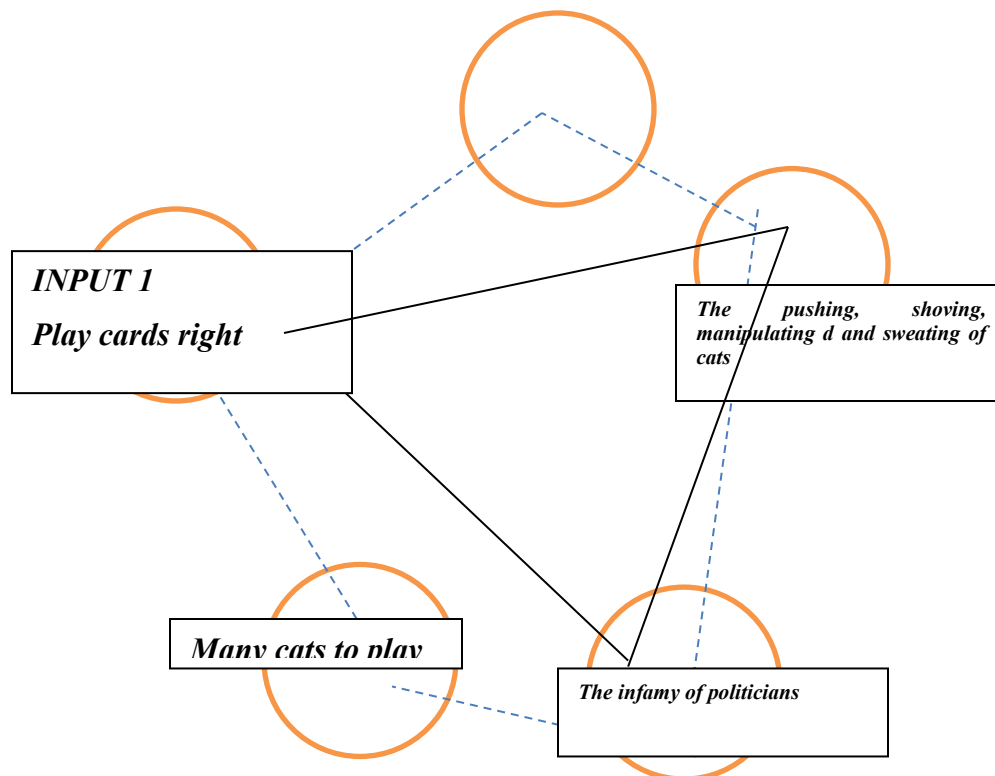 INPUT 1
Play cards right
The pushing, shoving,
manipulating d and sweating of
cats
Many cats to play
The infamy of politicians